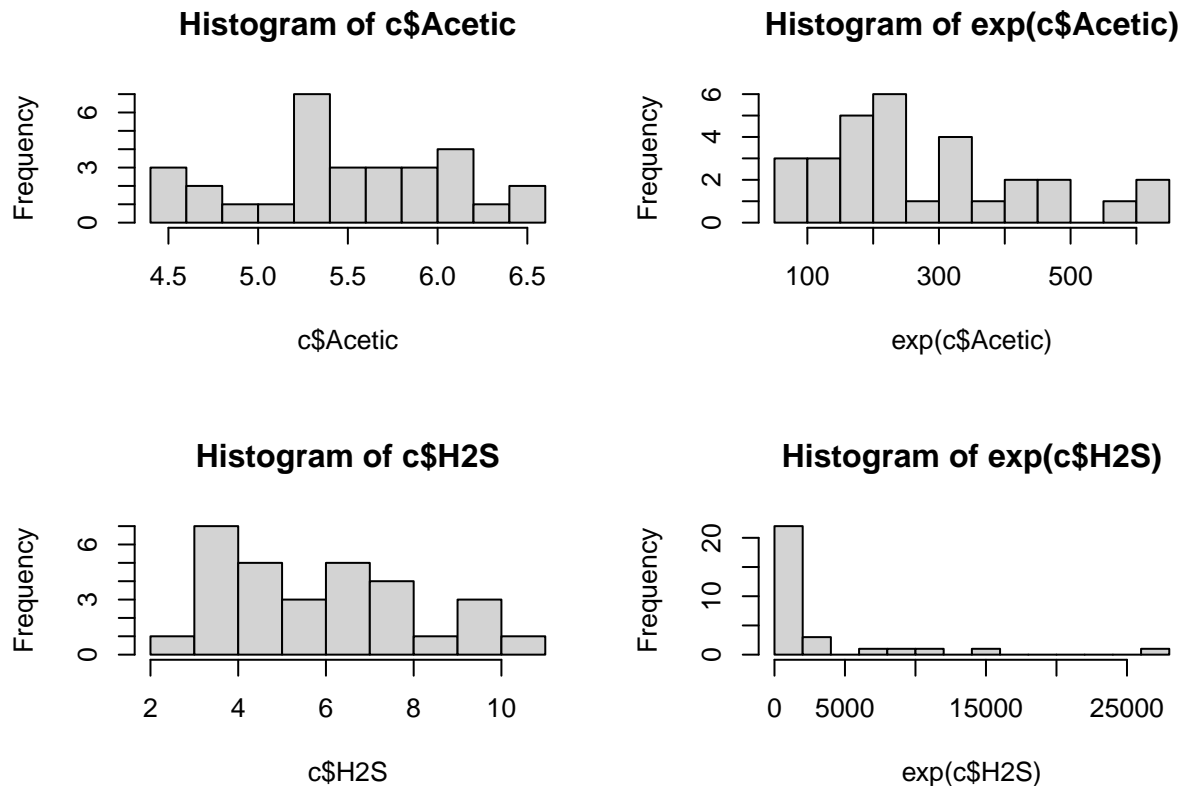 Histogram of c$Acetic
Frequency
0 3 6
4.5 5.0 5.5 6.0 6.5
c$Acetic
Histogram of exp(c$Acetic)
Frequency
0 2 4 6
100 300 500
exp(c$Acetic)
Histogram of c$H2S
Frequency
0 3 6
2 4 6 8 10
c$H2S
Histogram of exp(c$H2S)
Frequency
0 10 20
0 5000 15000 25000
exp(c$H2S)